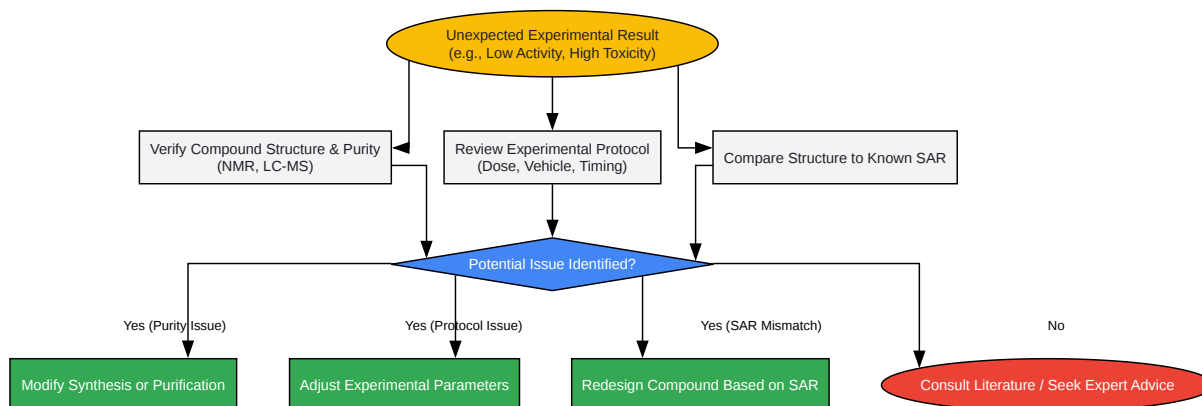 Unexpected Experimental Result
(e.g., Low Activity, High Toxicity)
Verify Compound Structure & Purity
(NMR, LC-MS)
Review Experimental Protocol
(Dose, Vehicle, Timing)
Compare Structure to Known SAR
Potential Issue Identified?
Yes (Purity Issue)
Yes (Protocol Issue)
Yes (SAR Mismatch)
No
Modify Synthesis or Purification
Adjust Experimental Parameters
Redesign Compound Based on SAR
Consult Literature / Seek Expert Advice